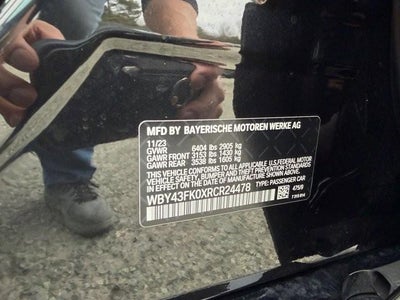 MFD BY BAYERISCHE MOTOREN WERKE AG
11/23
GVWR 6404 lbs 2905 kg
GAWR FRONT 3153 lbs 1430 kg
GAWR REAR 3538 lbs 1605 kg
THIS VEHICLE CONFORMS TO ALL APPLICABLE U.S.FEDERAL MOTOR
VEHICLE SAFETY, BUMPER, AND THEFT PREVENTION STANDARDS
IN EFFECT ON THE DATE OF MANUFACTURE SHOWN ABOVE.
WBY43FK0XRCR24478 TYPE: PASSENGER CAR
475/9